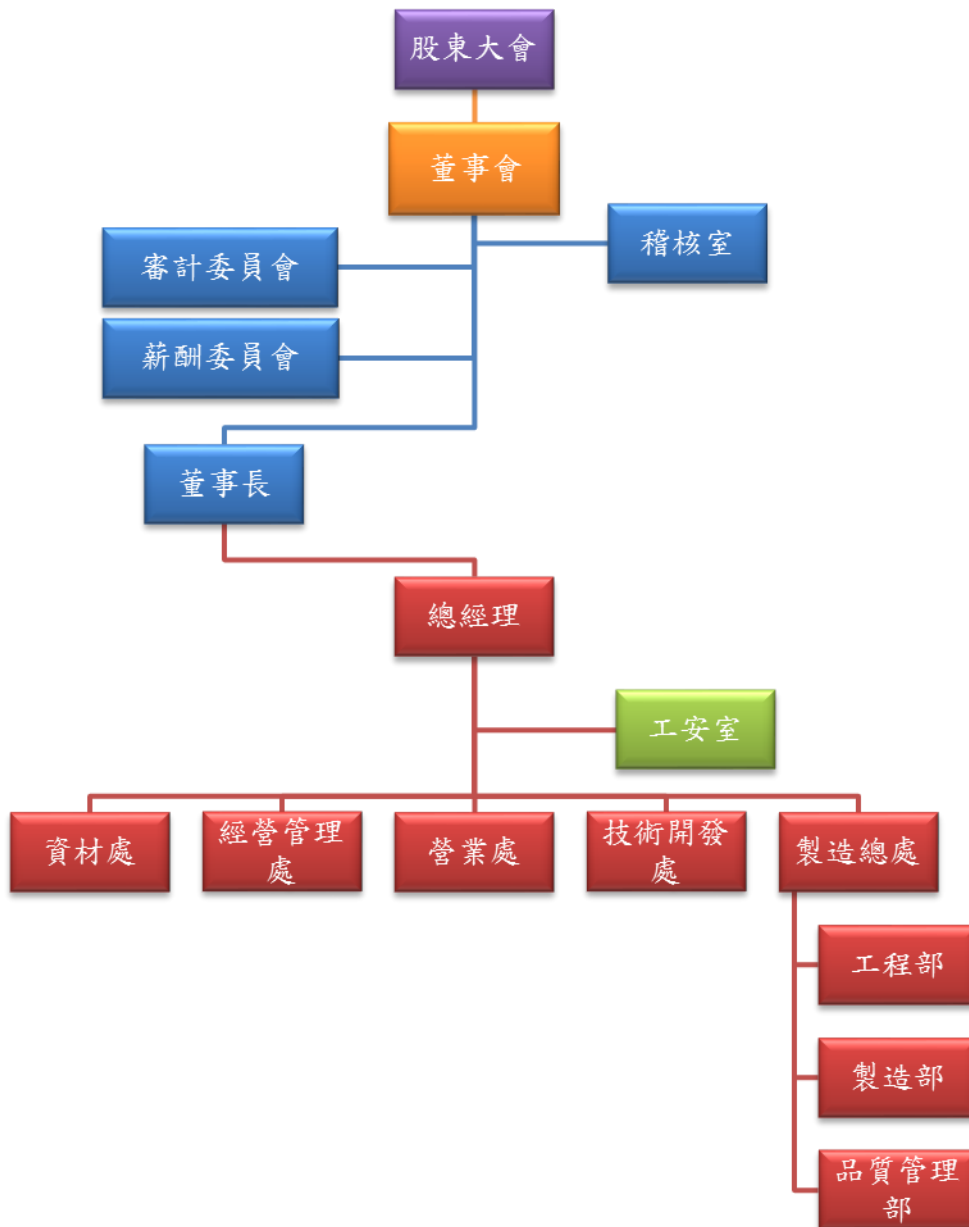 股東大會
董事會
稽核室
審計委員會
薪酬委員會
董事長
總經理
工安室
資材處
經營管理
處
營業處
技術開發
處
製造總處
工程部
製造部
品質管理
部